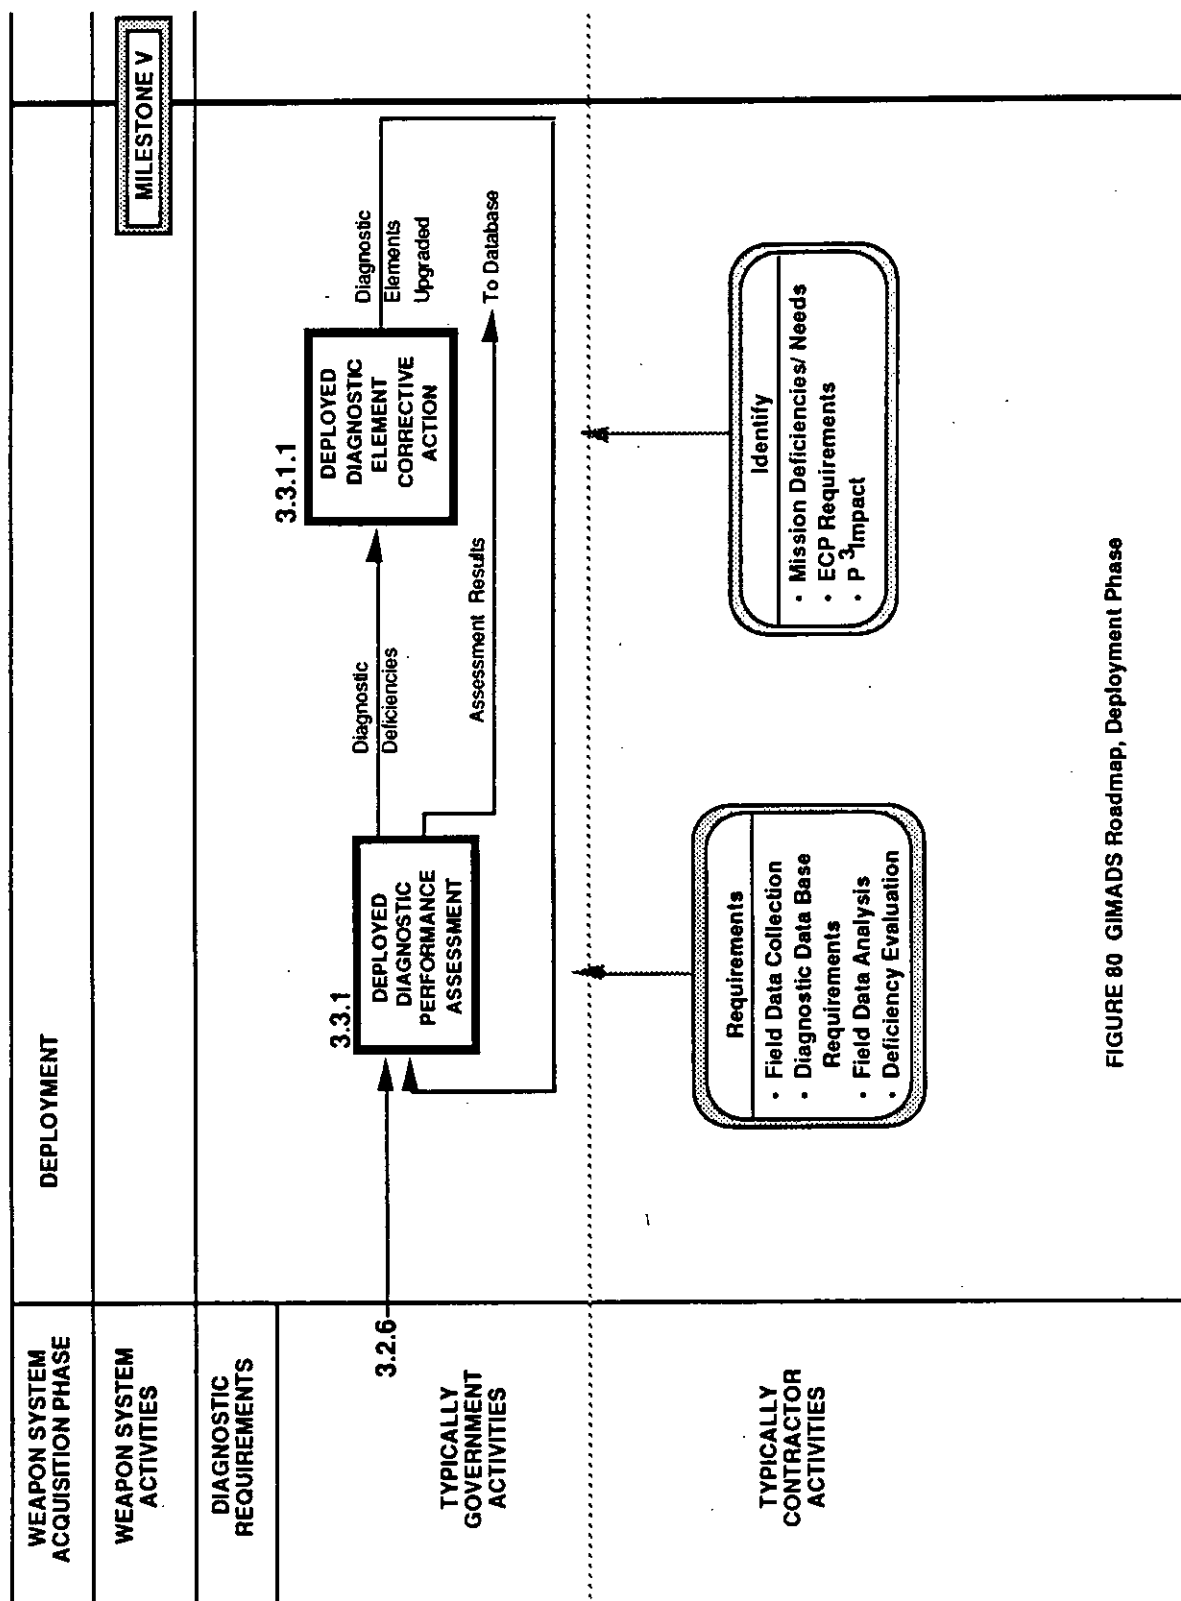 WEAPON SYSTEM
ACQUISITION PHASE
DEPLOYMENT
WEAPON SYSTEM
ACTIVITIES
MILESTONE V
DIAGNOSTIC
REQUIREMENTS
TYPICALLY
GOVERNMENT
ACTIVITIES
3.2.6
3.3.1
DEPLOYED
DIAGNOSTIC
PERFORMANCE
ASSESSMENT
Diagnostic
Deficiencies
Assessment Results
To Database
3.3.1.1
DEPLOYED
DIAGNOSTIC
ELEMENT
CORRECTIVE
ACTION
Diagnostic
Elements
Upgraded
TYPICALLY
CONTRACTOR
ACTIVITIES
Requirements
• Field Data Collection
• Diagnostic Data Base
Requirements
• Field Data Analysis
• Deficiency Evaluation
Identify
• Mission Deficiencies/ Needs
• ECP Requirements
• P 3Impact
FIGURE 80 GIMADS Roadmap, Deployment Phase